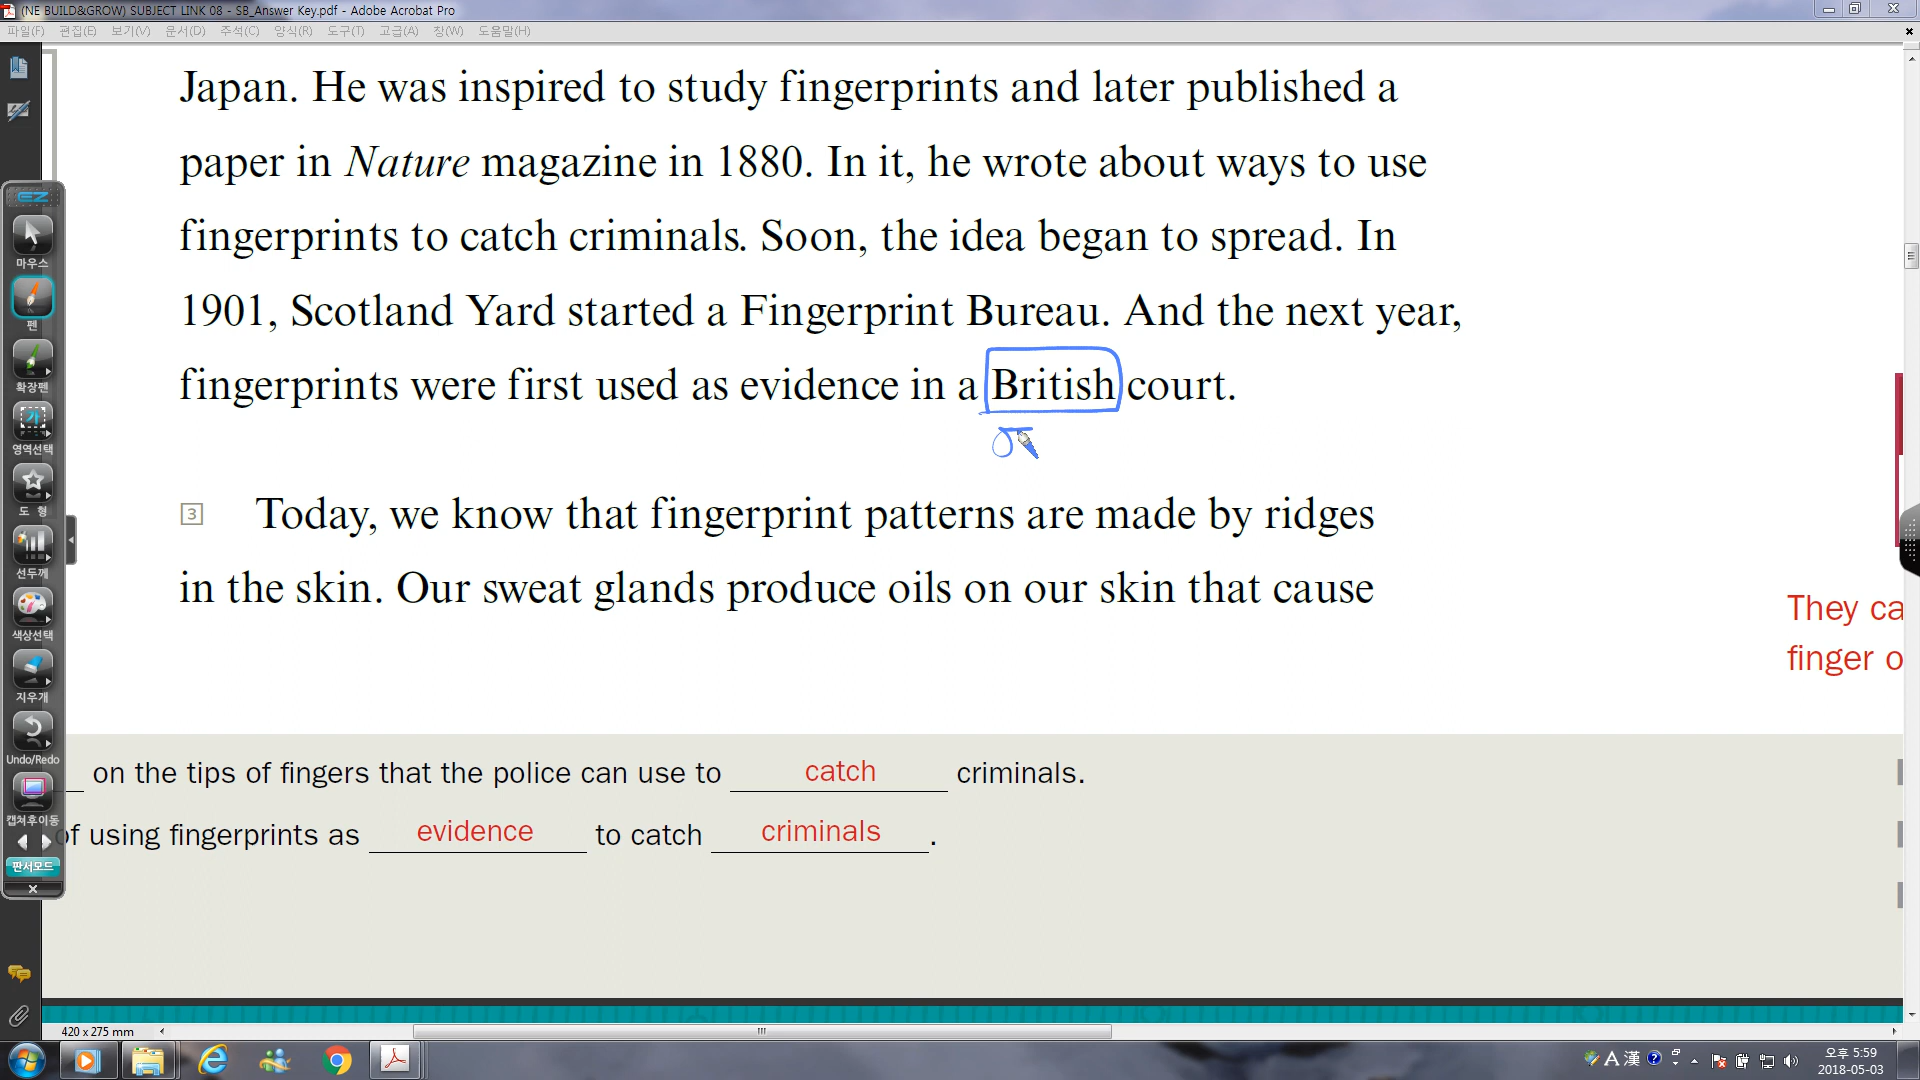 (NE BUILD&GROW) SUBJECT LINK 08 - SB_Answer Key.pdf - Adobe Acrobat Pro
파일(F) 편집(E) 보기(V) 문서(D) 주석(C) 양식(R) 도구(T) 고급(A) 창(W) 도움말(H)
Japan. He was inspired to study fingerprints and later published a
paper in Nature magazine in 1880. In it, he wrote about ways to use
fingerprints to catch criminals. Soon, the idea began to spread. In
1901, Scotland Yard started a Fingerprint Bureau. And the next year,
fingerprints were first used as evidence in a British court.
3 Today, we know that fingerprint patterns are made by ridges
in the skin. Our sweat glands produce oils on our skin that cause
They ca
finger o
on the tips of fingers that the police can use to catch criminals.
of using fingerprints as evidence to catch criminals.
EZ
마우스
펜
확장펜
영역선택
도 형
선두께
색상선택
지우개
Undo/Redo
캡쳐후이동
판서모드
420 x 275 mm
A 漢
오후 5:59
2018-05-03